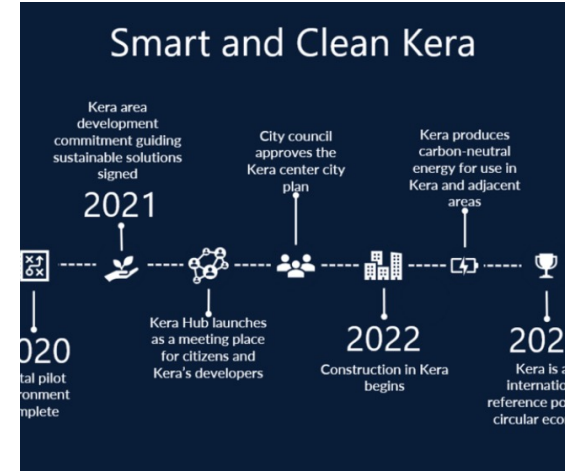 Smart and Clean Kera
Kera area
development
commitment guiding
sustainable solutions
signed
2021
City council
approves the
Kera center city
plan
Kera produces
carbon-neutral
energy for use in
Kera and adjacent
areas
020
tal pilot
ronment
mplete
Kera Hub launches
as a meeting place
for citizens and
Kera's developers
2022
Construction in Kera
begins
202
Kera is a
internatio
reference po
circular eco